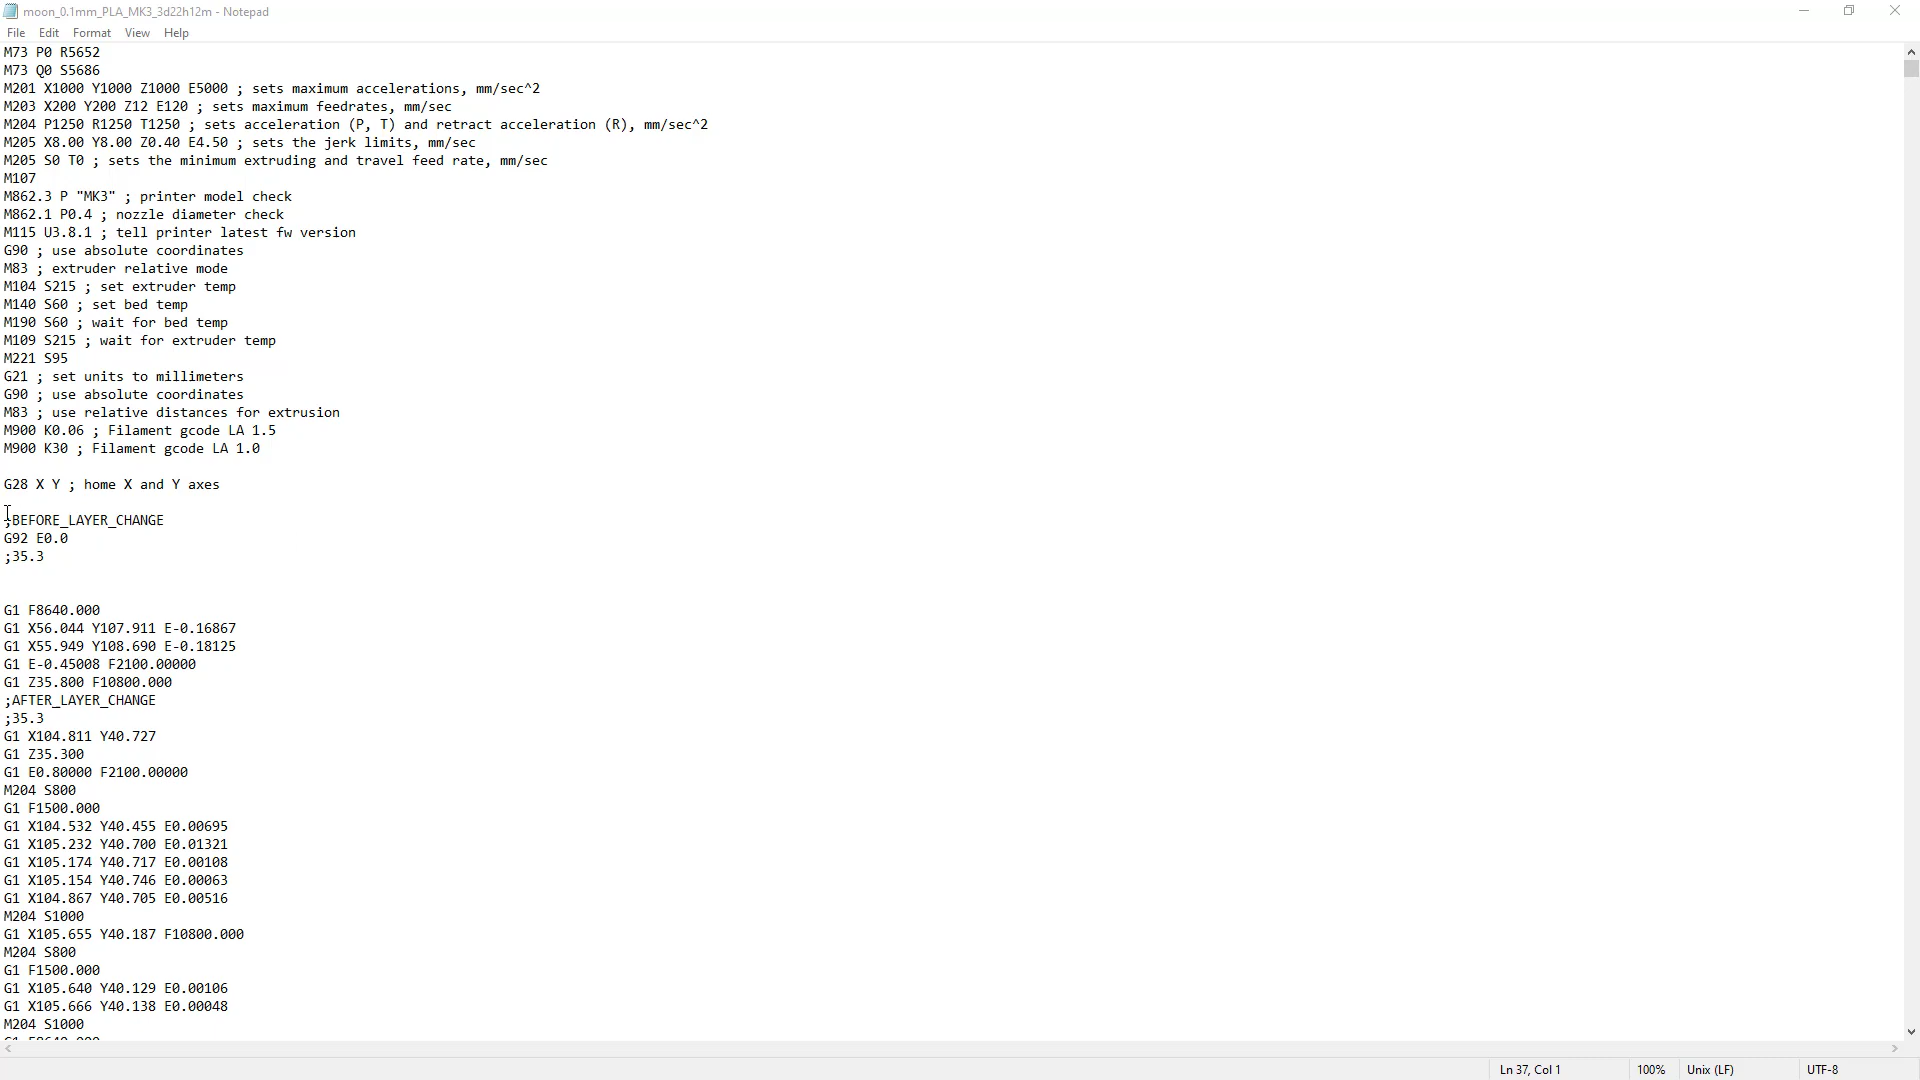 moon_0.1mm_PLA_MK3_3d22h12m - Notepad
File Edit Format View Help
M73 P0 R5652
M73 Q0 S5686
M201 X1000 Y1000 Z1000 E5000 ; sets maximum accelerations, mm/sec^2
M203 X200 Y200 Z12 E120 ; sets maximum feedrates, mm/sec
M204 P1250 R1250 T1250 ; sets acceleration (P, T) and retract acceleration (R), mm/sec^2
M205 X8.00 Y8.00 Z0.40 E4.50 ; sets the jerk limits, mm/sec
M205 S0 T0 ; sets the minimum extruding and travel feed rate, mm/sec
M107
M862.3 P "MK3" ; printer model check
M862.1 P0.4 ; nozzle diameter check
M115 U3.8.1 ; tell printer latest fw version
G90 ; use absolute coordinates
M83 ; extruder relative mode
M104 S215 ; set extruder temp
M140 S60 ; set bed temp
M190 S60 ; wait for bed temp
M109 S215 ; wait for extruder temp
M221 S95
G21 ; set units to millimeters
G90 ; use absolute coordinates
M83 ; use relative distances for extrusion
M900 K0.06 ; Filament gcode LA 1.5
M900 K30 ; Filament gcode LA 1.0
G28 X Y ; home X and Y axes
;BEFORE_LAYER_CHANGE
G92 E0.0
;35.3
G1 F8640.000
G1 X56.044 Y107.911 E-0.16867
G1 X55.949 Y108.690 E-0.18125
G1 E-0.45008 F2100.00000
G1 Z35.800 F10800.000
;AFTER_LAYER_CHANGE
;35.3
G1 X104.811 Y40.727
G1 Z35.300
G1 E0.80000 F2100.00000
M204 S800
G1 F1500.000
G1 X104.532 Y40.455 E0.00695
G1 X105.232 Y40.700 E0.01321
G1 X105.174 Y40.717 E0.00108
G1 X105.154 Y40.746 E0.00063
G1 X104.867 Y40.705 E0.00516
M204 S1000
G1 X105.655 Y40.187 F10800.000
M204 S800
G1 F1500.000
G1 X105.640 Y40.129 E0.00106
G1 X105.666 Y40.138 E0.00048
M204 S1000
Ln 37, Col 1 100% Unix (LF) UTF-8